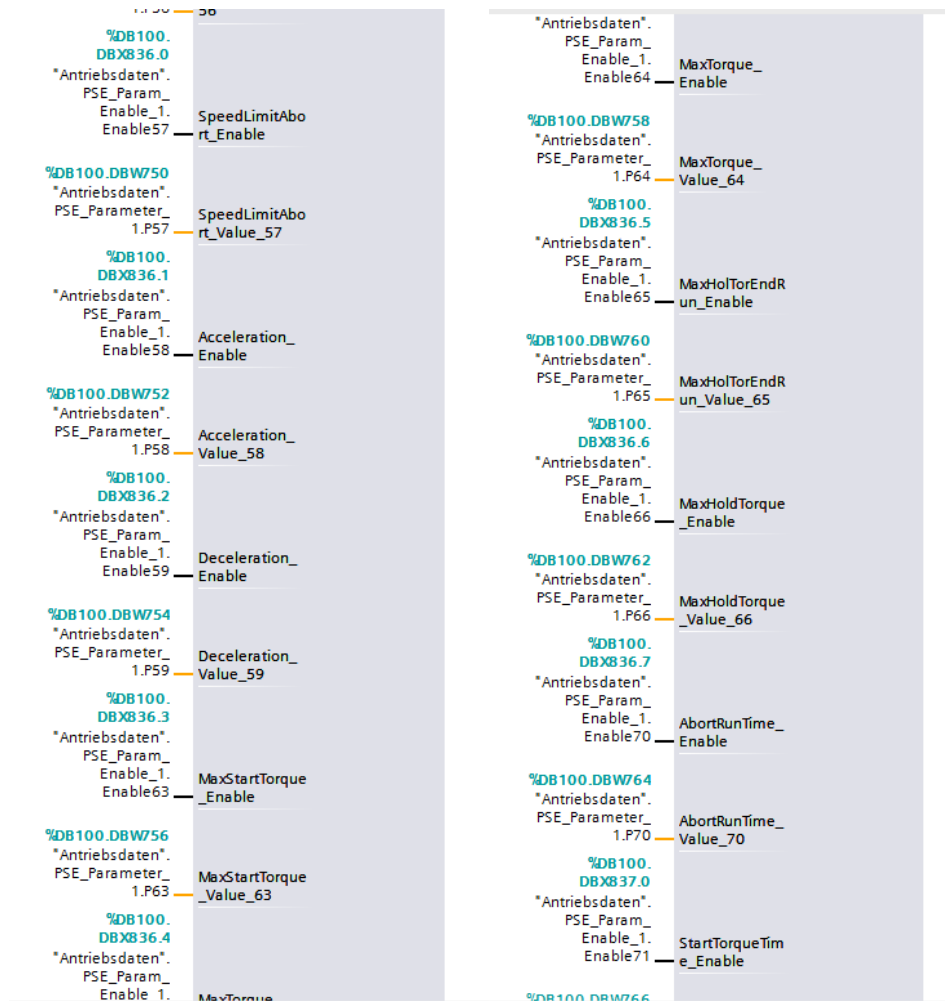 56
%DB100.
DBX836.0
"Antriebsdaten".
PSE_Param_
Enable_1.
Enable57
SpeedLimitAbo
rt_Enable
%DB100.DBW750
"Antriebsdaten".
PSE_Parameter_
1.P57
SpeedLimitAbo
rt_Value_57
%DB100.
DBX836.1
"Antriebsdaten".
PSE_Param_
Enable_1.
Enable58
Acceleration_
Enable
%DB100.DBW752
"Antriebsdaten".
PSE_Parameter_
1.P58
Acceleration_
Value_58
%DB100.
DBX836.2
"Antriebsdaten".
PSE_Param_
Enable_1.
Enable59
Deceleration_
Enable
%DB100.DBW754
"Antriebsdaten".
PSE_Parameter_
1.P59
Deceleration_
Value_59
%DB100.
DBX836.3
"Antriebsdaten".
PSE_Param_
Enable_1.
Enable63
MaxStartTorque
_Enable
%DB100.DBW756
"Antriebsdaten".
PSE_Parameter_
1.P63
MaxStartTorque
_Value_63
%DB100.
DBX836.4
"Antriebsdaten".
PSE_Param_
Enable_1.
MaxTorque_
"Antriebsdaten".
PSE_Param_
Enable_1.
Enable64
MaxTorque_
Enable
%DB100.DBW758
"Antriebsdaten".
PSE_Parameter_
1.P64
MaxTorque_
Value_64
%DB100.
DBX836.5
"Antriebsdaten".
PSE_Param_
Enable_1.
Enable65
MaxHolTorEndR
un_Enable
%DB100.DBW760
"Antriebsdaten".
PSE_Parameter_
1.P65
MaxHolTorEndR
un_Value_65
%DB100.
DBX836.6
"Antriebsdaten".
PSE_Param_
Enable_1.
Enable66
MaxHoldTorque
_Enable
%DB100.DBW762
"Antriebsdaten".
PSE_Parameter_
1.P66
MaxHoldTorque
_Value_66
%DB100.
DBX836.7
"Antriebsdaten".
PSE_Param_
Enable_1.
Enable70
AbortRunTime_
Enable
%DB100.DBW764
"Antriebsdaten".
PSE_Parameter_
1.P70
AbortRunTime_
Value_70
%DB100.
DBX837.0
"Antriebsdaten".
PSE_Param_
Enable_1.
Enable71
StartTorqueTim
e_Enable
%DB100.DBW766